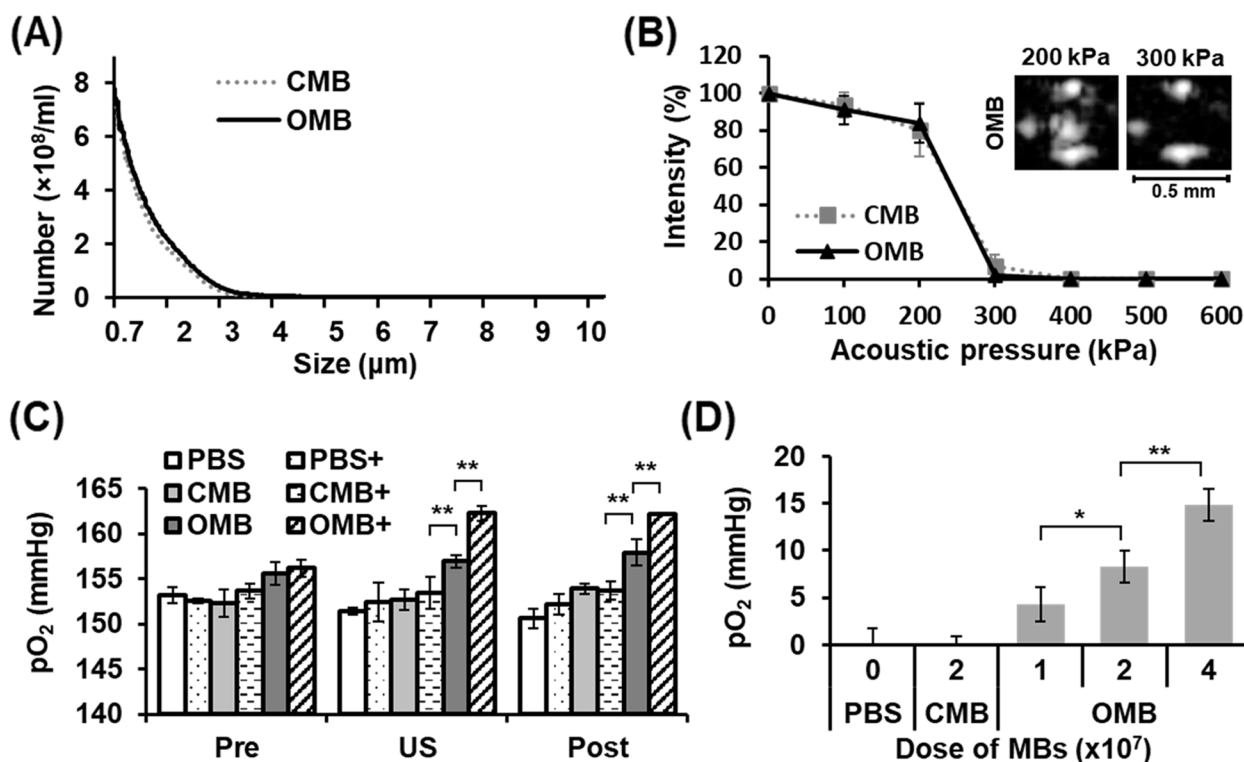 (A)
CMB
OMB
Number (×10⁸/ml)
8
6
4
2
0
0.7 2 3 4 5 6 7 8 9 10
Size (µm)
(B)
200 kPa 300 kPa
OMB
0.5 mm
Intensity (%)
120
100
80
60
40
20
0
CMB
OMB
0 100 200 300 400 500 600
Acoustic pressure (kPa)
(C)
PBS PBS+
CMB CMB+
OMB OMB+
** **
** **
pO₂ (mmHg)
165
160
155
150
145
140
Pre US Post
(D)
**
*
pO₂ (mmHg)
20
15
10
5
0
0 2 1 2 4
PBS CMB OMB
Dose of MBs (x10⁷)